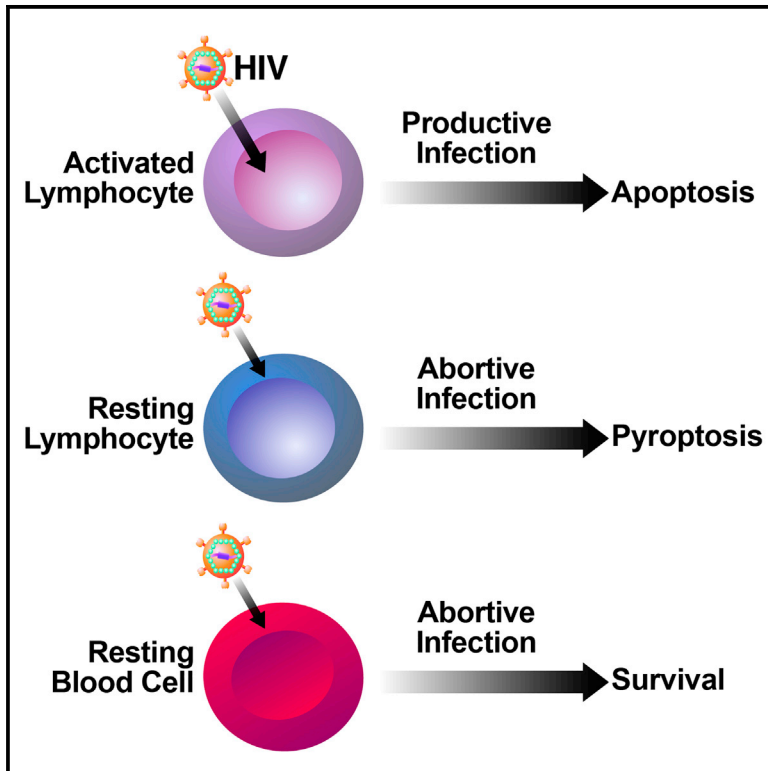 HIV
Activated
Lymphocyte
Productive
Infection
Apoptosis
Resting
Lymphocyte
Abortive
Infection
Pyroptosis
Resting
Blood Cell
Abortive
Infection
Survival